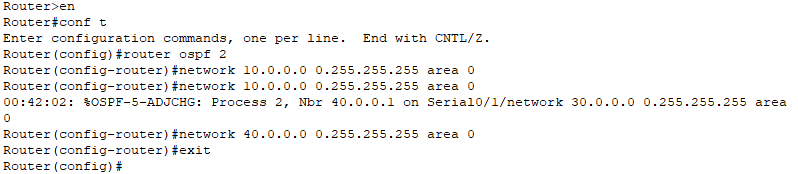 Router>en
Router#conf t
Enter configuration commands, one per line.  End with CNTL/Z.
Router(config)#router ospf 2
Router(config-router)#network 10.0.0.0 0.255.255.255 area 0
Router(config-router)#network 10.0.0.0 0.255.255.255 area 0
00:42:02: %OSPF-5-ADJCHG: Process 2, Nbr 40.0.0.1 on Serial0/1/network 30.0.0.0 0.255.255.255 area
0
Router(config-router)#network 40.0.0.0 0.255.255.255 area 0
Router(config-router)#exit
Router(config)#